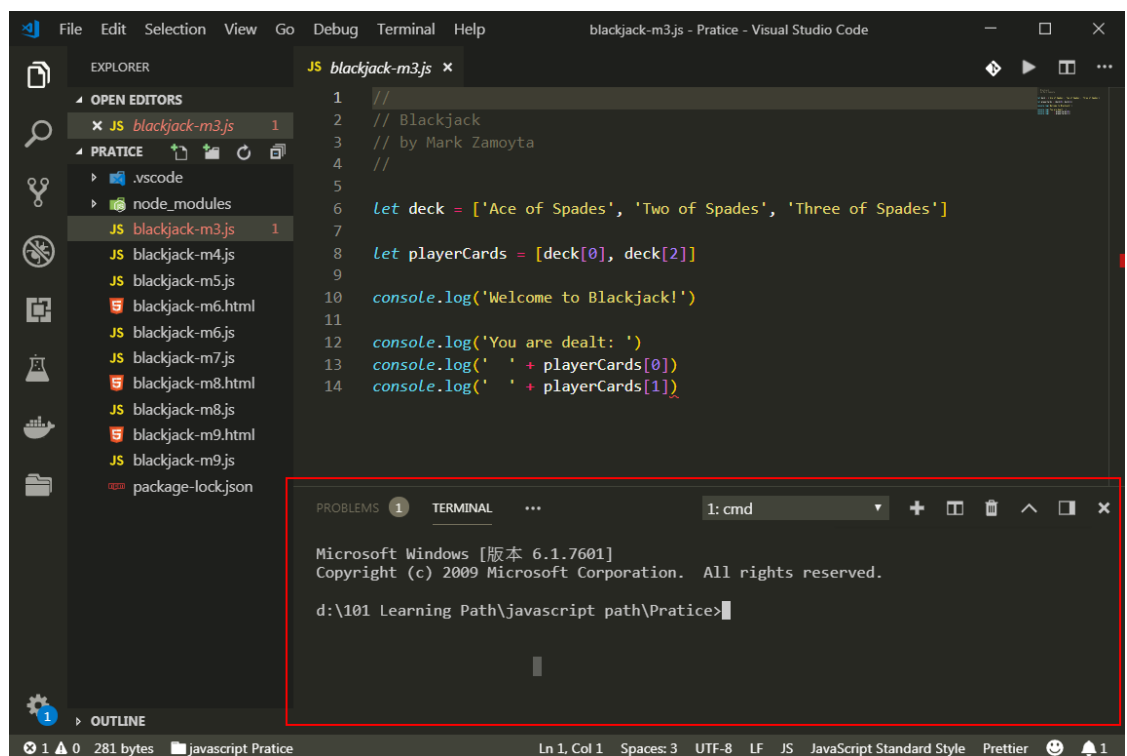 File Edit Selection View Go Debug Terminal Help blackjack-m3.js - Pratice - Visual Studio Code
EXPLORER
OPEN EDITORS
JS blackjack-m3.js 1
PRATICE
.vscode
node_modules
JS blackjack-m3.js 1
JS blackjack-m4.js
JS blackjack-m5.js
5 blackjack-m6.html
JS blackjack-m6.js
JS blackjack-m7.js
5 blackjack-m8.html
JS blackjack-m8.js
5 blackjack-m9.html
JS blackjack-m9.js
npm package-lock.json
OUTLINE
JS blackjack-m3.js
1 //
2 // Blackjack
3 // by Mark Zamoyta
4 //
5
6 let deck = ['Ace of Spades', 'Two of Spades', 'Three of Spades']
7
8 let playerCards = [deck[0], deck[2]]
9
10 console.log('Welcome to Blackjack!')
11
12 console.log('You are dealt: ')
13 console.log('  ' + playerCards[0])
14 console.log('  ' + playerCards[1])
PROBLEMS 1 TERMINAL ... 1: cmd
Microsoft Windows [版本 6.1.7601]
Copyright (c) 2009 Microsoft Corporation. All rights reserved.
d:\101 Learning Path\javascript path\Pratice>
1
1 0 281 bytes javascript Pratice Ln 1, Col 1 Spaces: 3 UTF-8 LF JS JavaScript Standard Style Prettier 1